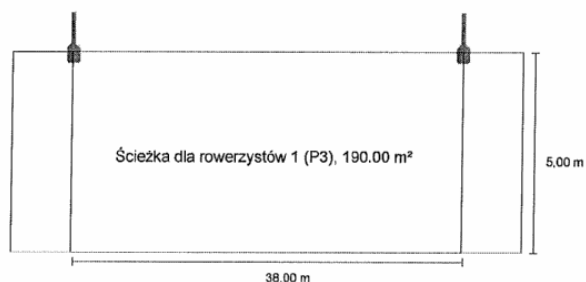 Ścieżka dla rowerzystów 1 (P3), 190.00 m²
5,00 m
38.00 m